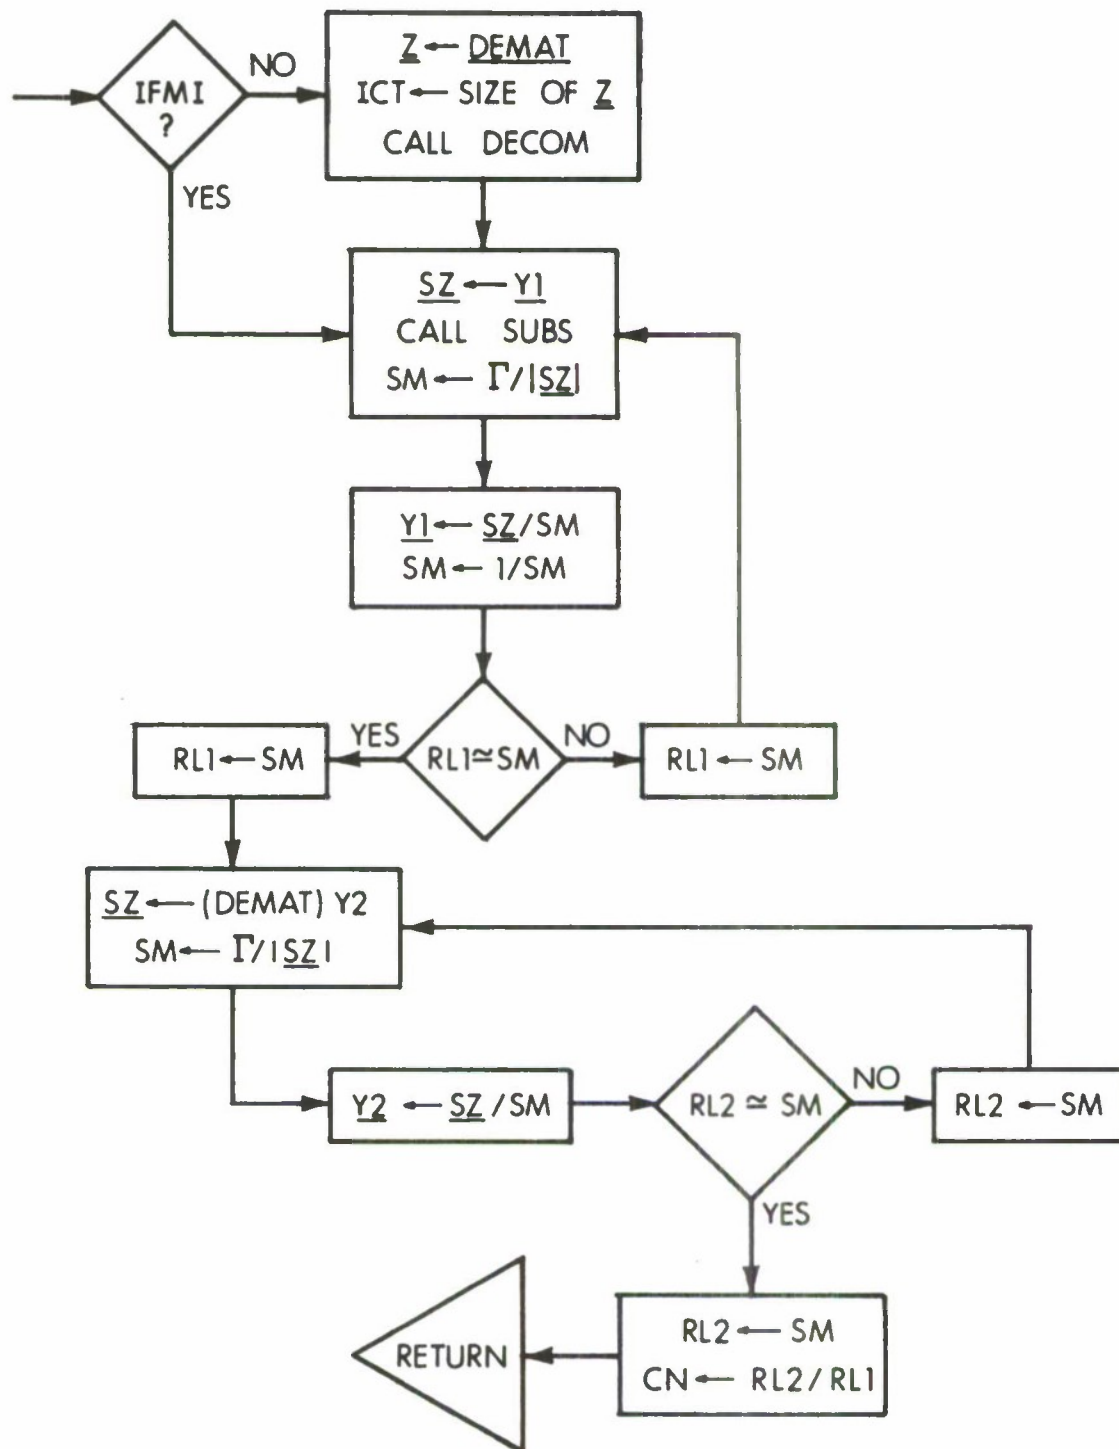 IFMI
?
NO
YES
Z ← DEMAT
ICT ← SIZE OF Z
CALL DECOM
SZ ← Y1
CALL SUBS
SM ← Γ/|SZ|
Y1 ← SZ/SM
SM ← 1/SM
RL1≃SM
YES
NO
RL1 ← SM
RL1 ← SM
SZ ← (DEMAT) Y2
SM ← Γ/|SZ|
Y2 ← SZ/SM
RL2 ≃ SM
NO
YES
RL2 ← SM
RL2 ← SM
CN ← RL2/RL1
RETURN